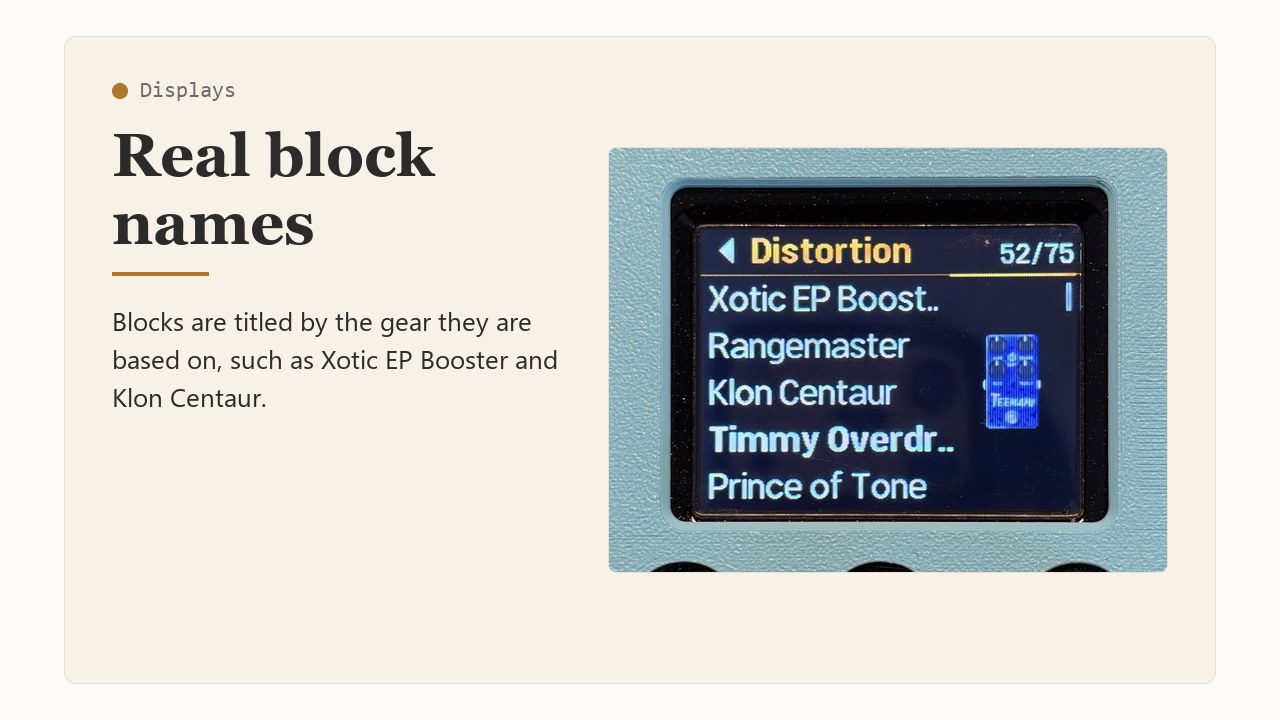 Displays
Real block
names
Blocks are titled by the gear they are
based on, such as Xotic EP Booster and
Klon Centaur.
Distortion 52/75
Xotic EP Boost..
Rangemaster
Klon Centaur
Timmy Overdr..
Prince of Tone